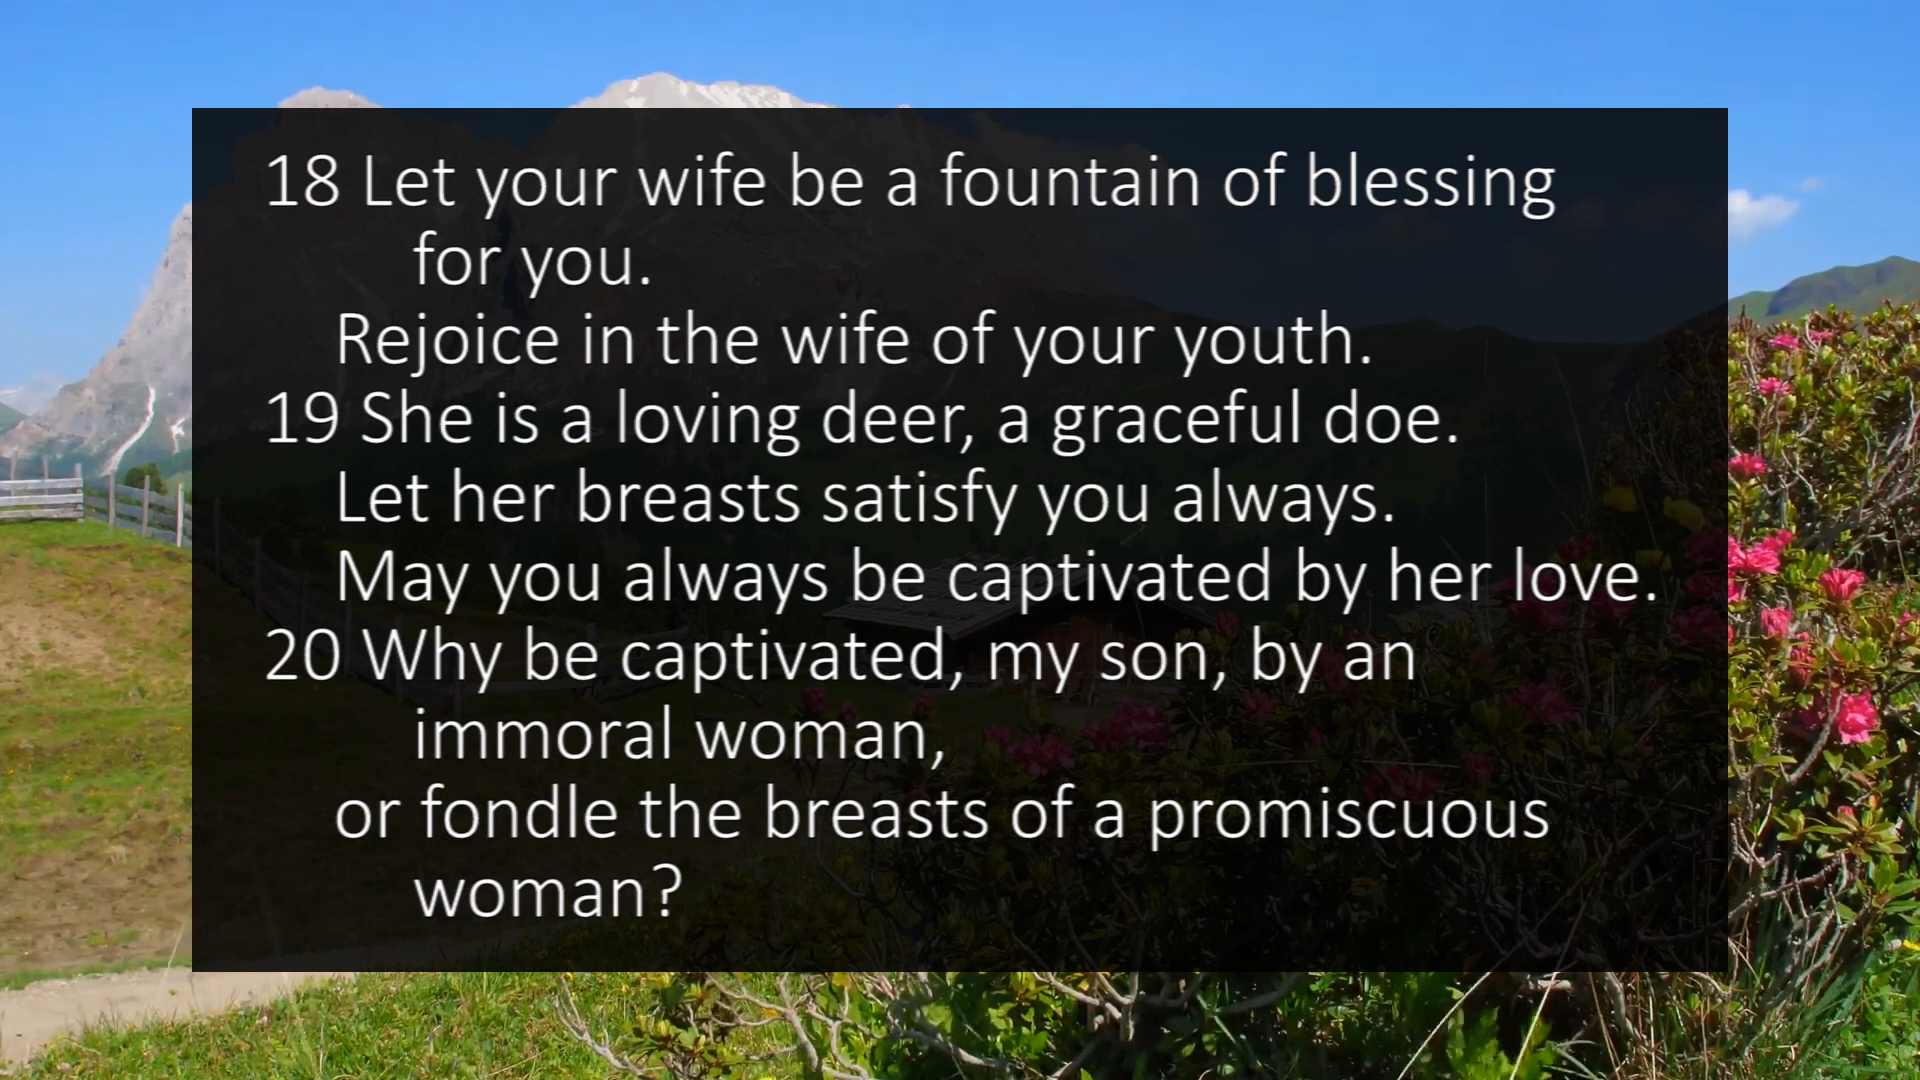 18 Let your wife be a fountain of blessing
for you.
Rejoice in the wife of your youth.
19 She is a loving deer, a graceful doe.
Let her breasts satisfy you always.
May you always be captivated by her love.
20 Why be captivated, my son, by an
immoral woman,
or fondle the breasts of a promiscuous
woman?